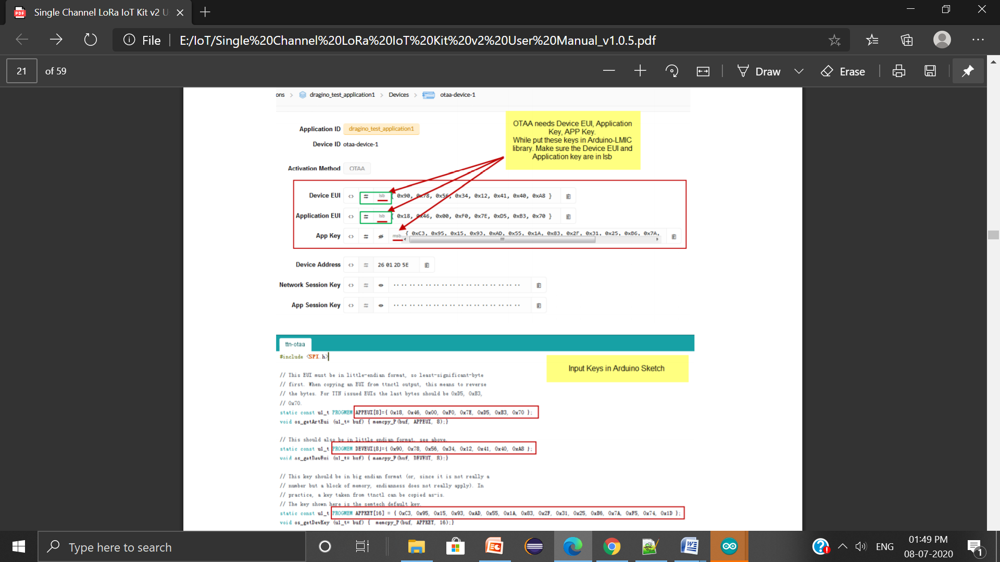 Single Channel LoRa IoT Kit v2 U
File
E:/IoT/Single%20Channel%20LoRa%20IoT%20Kit%20v2%20User%20Manual_v1.0.5.pdf
21 of 59
Draw
Erase
ons > dragino_test_application1 > Devices > otaa-device-1
Application ID dragino_test_application1
Device ID otaa-device-1
OTAA needs Device EUI, Application
Key, APP Key.
While put these keys in Arduino-LMIC
library. Make sure the Device EUI and
Application key are in lsb
Activation Method OTAA
Device EUI <> lsb { 0x90, 0x78, 0x56, 0x34, 0x12, 0x41, 0x40, 0xA8 }
Application EUI <> lsb { 0x18, 0x46, 0x00, 0xF0, 0x7E, 0xD5, 0xB3, 0x70 }
App Key <> msb { 0xC3, 0x95, 0x15, 0x93, 0xAD, 0x55, 0x1A, 0x83, 0x2F, 0x31, 0x25, 0xB6, 0x7A,
Device Address <> 26 01 2D 5E
Network Session Key <>
App Session Key <>
ttn-otaa
#include <SPI.h>
Input Keys in Arduino Sketch
// This EUI must be in little-endian format, so least-significant-byte
// first. When copying an EUI from ttnctl output, this means to reverse
// the bytes. For TTN issued EUIs the last bytes should be 0xD5, 0xB3,
// 0x70.
static const u1_t PROGMEM APPEUI[8]={ 0x18, 0x46, 0x00, 0xF0, 0x7E, 0xD5, 0xB3, 0x70 };
void os_getArtEui (u1_t* buf) { memcpy_P(buf, APPEUI, 8);}
// This should also be in little endian format, see above.
static const u1_t PROGMEM DEVEUI[8]={ 0x90, 0x78, 0x56, 0x34, 0x12, 0x41, 0x40, 0xA8 };
void os_getDevEui (u1_t* buf) { memcpy_P(buf, DEVEUI, 8);}
// This key should be in big endian format (or, since it is not really a
// number but a block of memory, endianness does not really apply). In
// practice, a key taken from ttnctl can be copied as-is.
// The key shown here is the semtech default key.
static const u1_t PROGMEM APPKEY[16] = { 0xC3, 0x95, 0x15, 0x93, 0xAD, 0x55, 0x1A, 0x83, 0x2F, 0x31, 0x25, 0xB6, 0x7A, 0xF5, 0x74, 0x1D };
void os_getDevKey (u1_t* buf) { memcpy_P(buf, APPKEY, 16);}
Type here to search
ENG
01:49 PM
08-07-2020
1